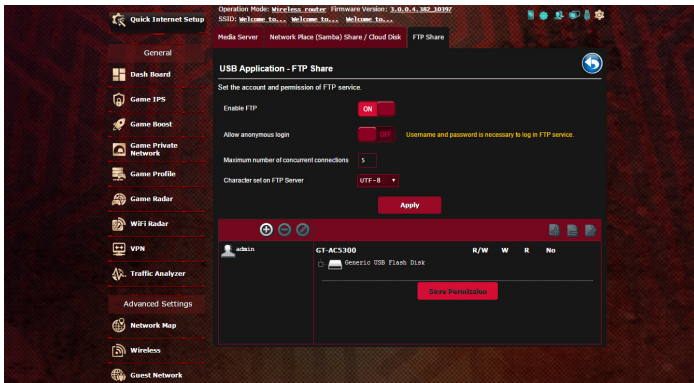 Quick Internet Setup
General
Dash Board
Game IPS
Game Boost
Game Private
Network
Game Profile
Game Radar
WiFi Radar
VPN
Traffic Analyzer
Advanced Settings
Network Map
Wireless
Guest Network
Operation Mode: Wireless router Firmware Version: 3.0.0.4.382_10397
SSID: Welcome to... Welcome to... Welcome to...
Media Server Network Place (Samba) Share / Cloud Disk FTP Share
USB Application - FTP Share
Set the account and permission of FTP service.
Enable FTP ON
Allow anonymous login OFF Username and password is necessary to log in FTP service.
Maximum number of concurrent connections 5
Character set on FTP Server UTF-8
Apply
admin GT-AC5300 R/W W R No
Generic USB Flash Disk
Save Permission